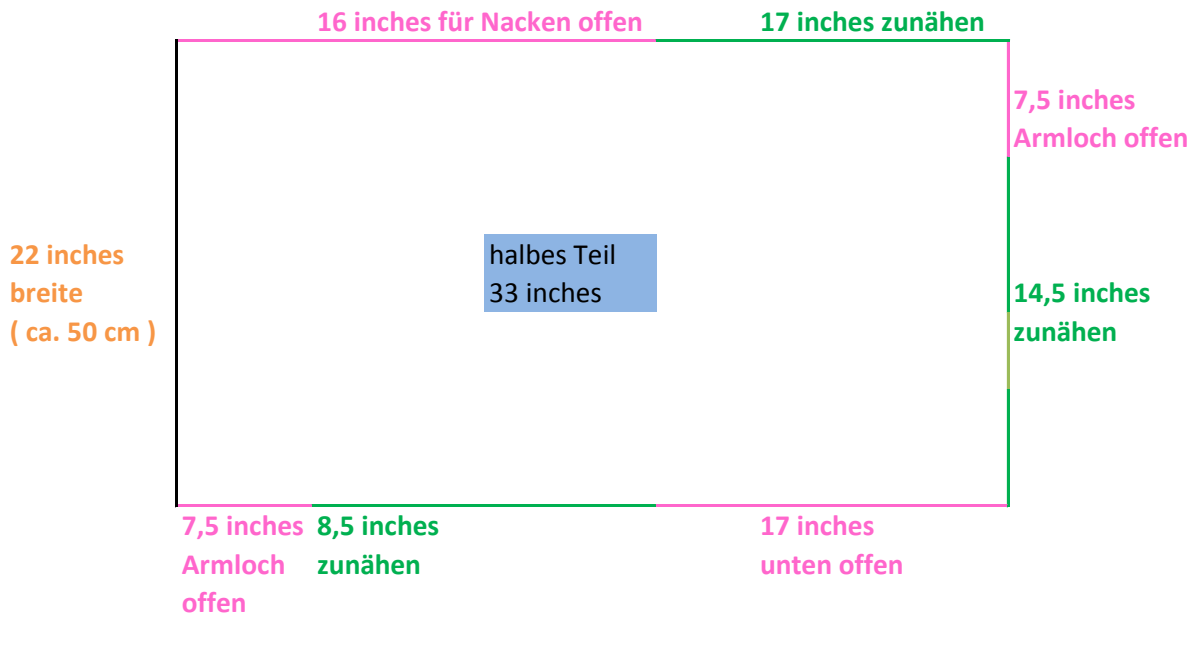 16 inches für Nacken offen
17 inches zunähen
7,5 inches
Armloch offen
22 inches
breite
( ca. 50 cm )
halbes Teil
33 inches
14,5 inches
zunähen
7,5 inches
Armloch
offen
8,5 inches
zunähen
17 inches
unten offen